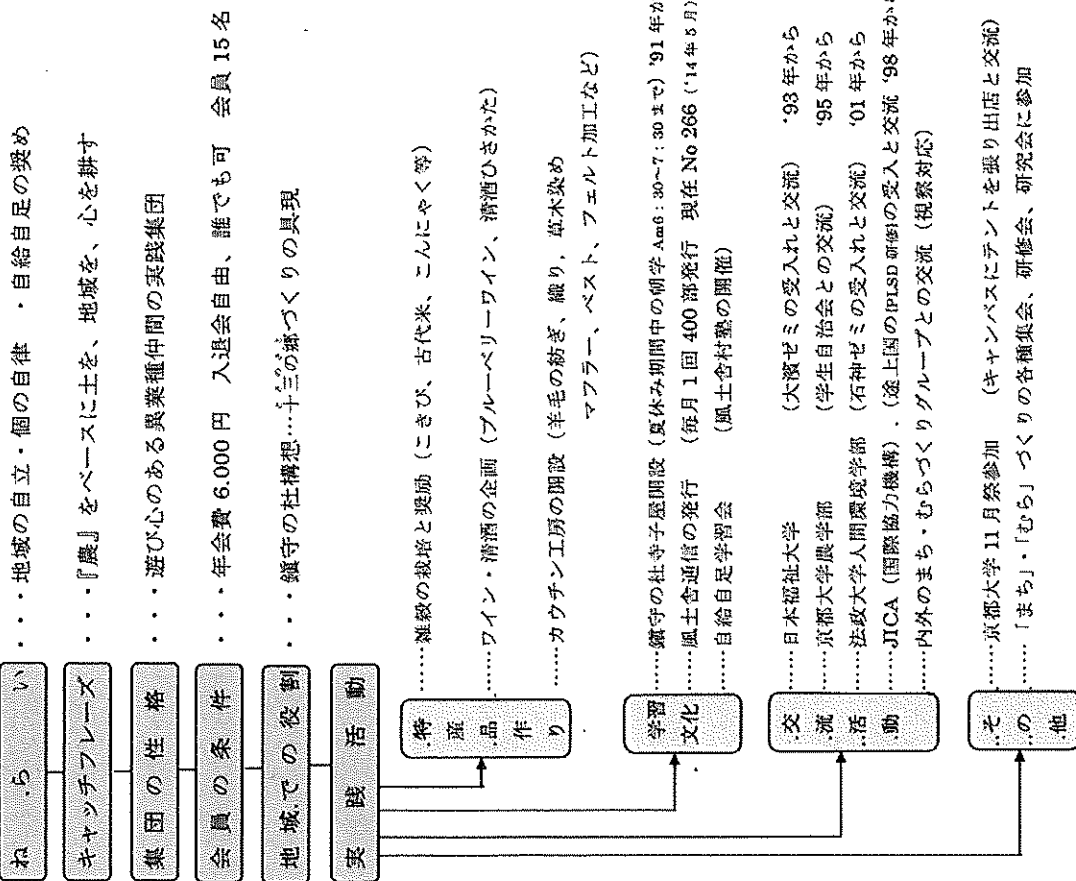 ねらい ・・・地域の自立・個の自律 ・自給自足の奨め
キャッチフレーズ ・・・『農』をベースに土を、地域を、心を耕す
集団の性格 ・・・遊び心のある異業種仲間の実践集団
会員の条件 ・・・年会費 6.000 円 入退会自由、誰でも可 会員 15 名
地域での役割 ・・・鎮守の杜構想……十三の郷づくりの具現
実践活動
特産品作り ……雑穀の栽培と奨励（こきび、古代米、こんにゃく等）
……ワイン・清酒の企画（ブルーベリーワイン、清酒ひさかた）
……カウチン工房の開設（羊毛の紡ぎ、織り、草木染め
マフラー、ベスト、フェルト加工など）
学習文化 ……鎮守の杜寺子屋開設（夏休み期間中の朝学 Am6：30～7：30 まで）'91 年か
……風土舎通信の発行 （毎月 1 回 400 部発行 現在 No 266（'14 年 5 月）
……自給自足学習会 （風土舎村塾の開催）
交流活動 ……日本福祉大学 （大濱ゼミの受入れと交流） '93 年から
……京都大学農学部 （学生自治会との交流） '95 年から
……法政大学人間環境学部 （石神ゼミの受入れと交流） '01 年から
……JICA（国際協力機構）．（途上国の(PLSD 研修)の受入と交流 '98 年か
……内外のまち・むらづくりグループとの交流（視察対応）
その他 ……京都大学 11 月祭参加 （キャンパスにテントを張り出店と交流）
……「まち」・「むら」づくりの各種集会、研修会、研究会に参加